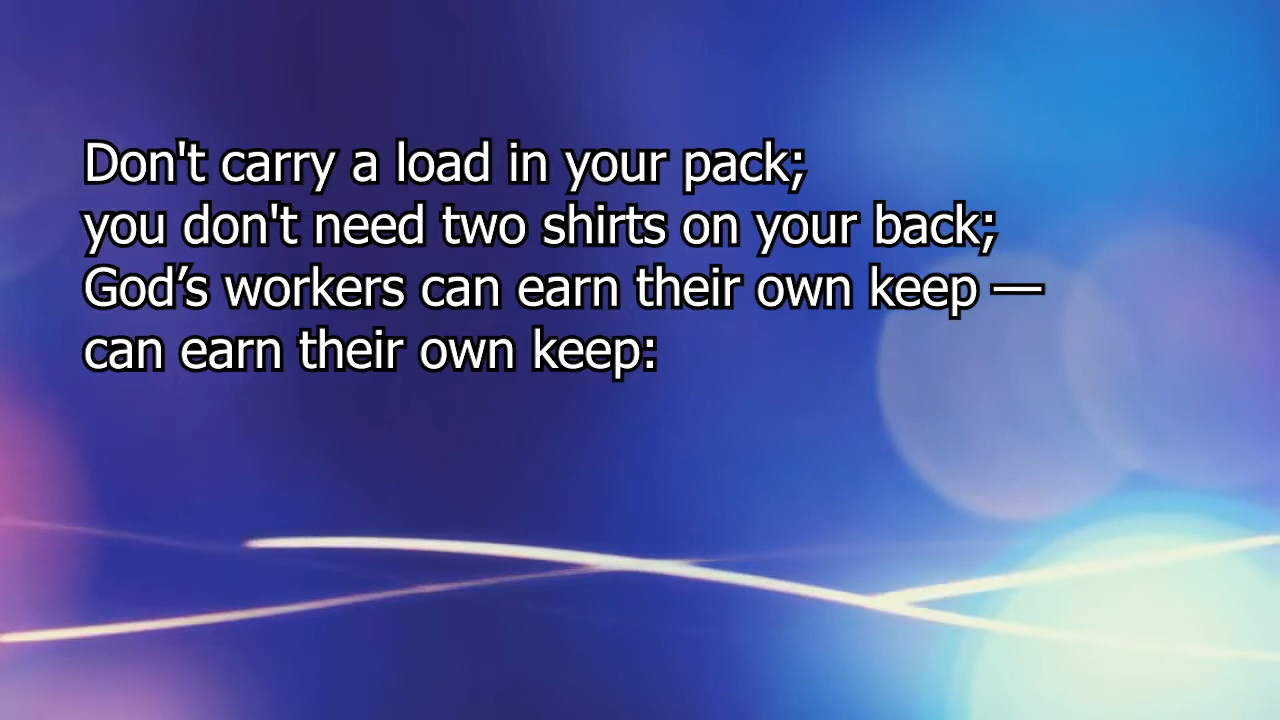 Don't carry a load in your pack;
you don't need two shirts on your back;
God’s workers can earn their own keep —
can earn their own keep: